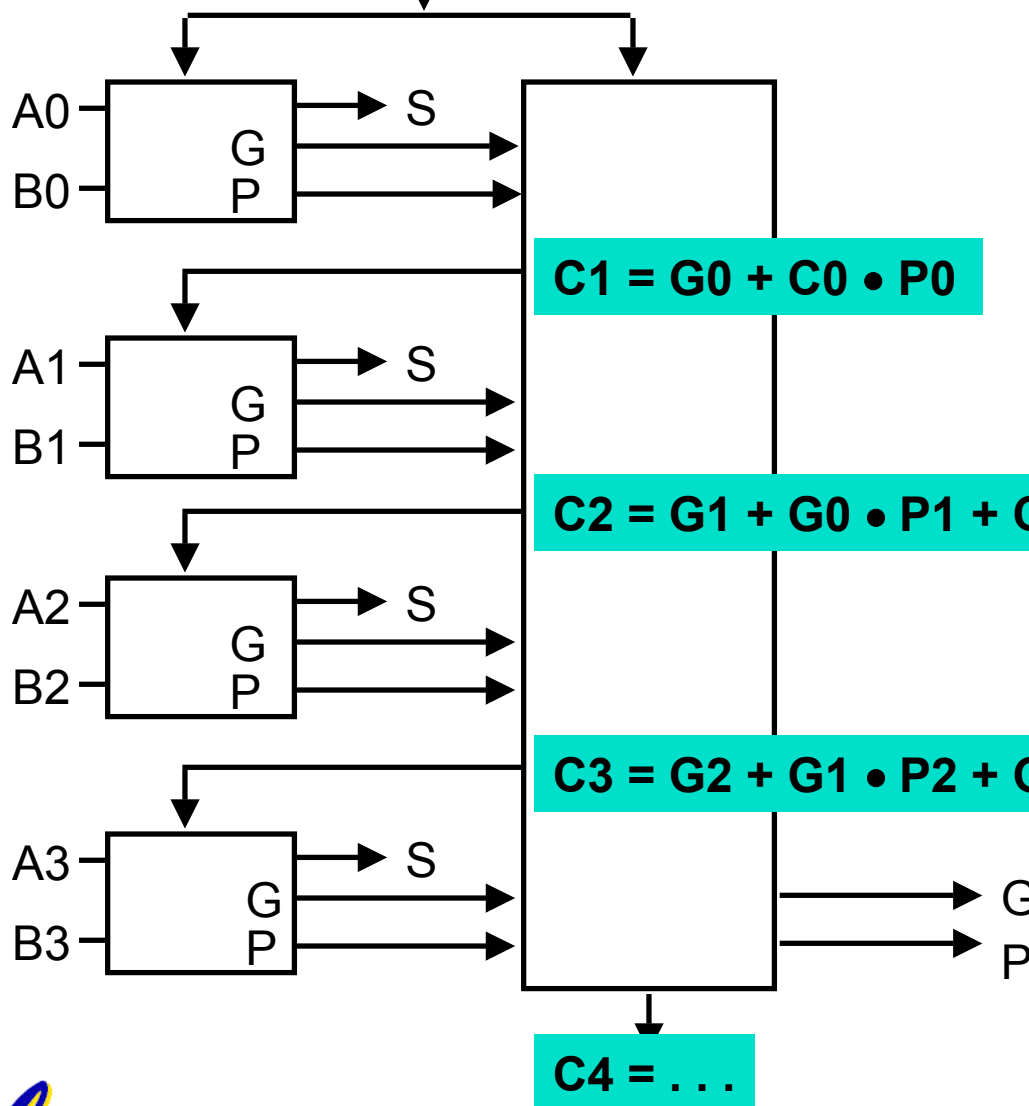 A0
S
G
B0
P
C1 = G0 + C0 • P0
A1
S
G
B1
P
C2 = G1 + G0 • P1 +
A2
S
G
B2
P
C3 = G2 + G1 • P2 +
A3
S
G
G
B3
P
P
C4 = . . .